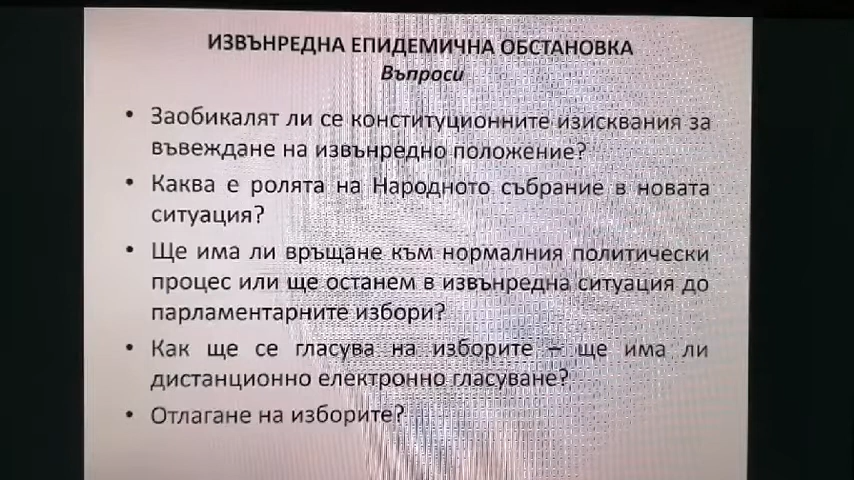 ИЗВЪНРЕДНА ЕПИДЕМИЧНА ОБСТАНОВКА
Въпроси
• Заобикалят ли се конституционните изисквания за
въвеждане на извънредно положение?
• Каква е ролята на Народното събрание в новата
ситуация?
• Ще има ли връщане към нормалния политически
процес или ще останем в извънредна ситуация до
парламентарните избори?
• Как ще се гласува на изборите – ще има ли
дистанционно електронно гласуване?
• Отлагане на изборите?